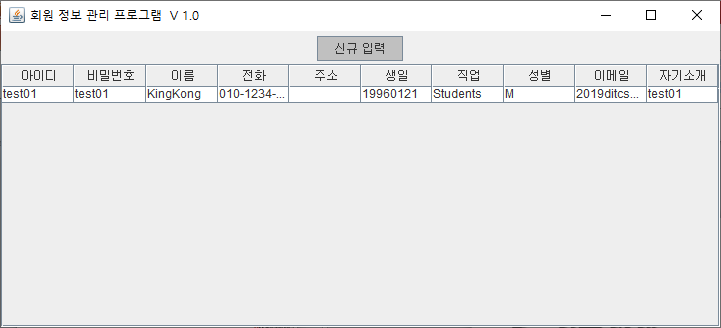 회원 정보 관리 프로그램 V 1.0
신규 입력
아이디 비밀번호 이름 전화 주소 생일 직업 성별 이메일 자기소개
test01 test01 KingKong 010-1234-... 19960121 Students M 2019ditcs... test01